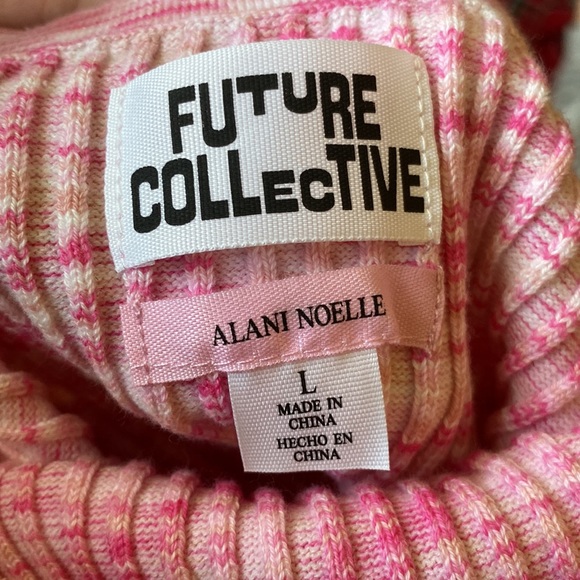 FUTURE
COLLECTIVE
ALANI NOELLE
L
MADE IN
CHINA
HECHO EN
CHINA